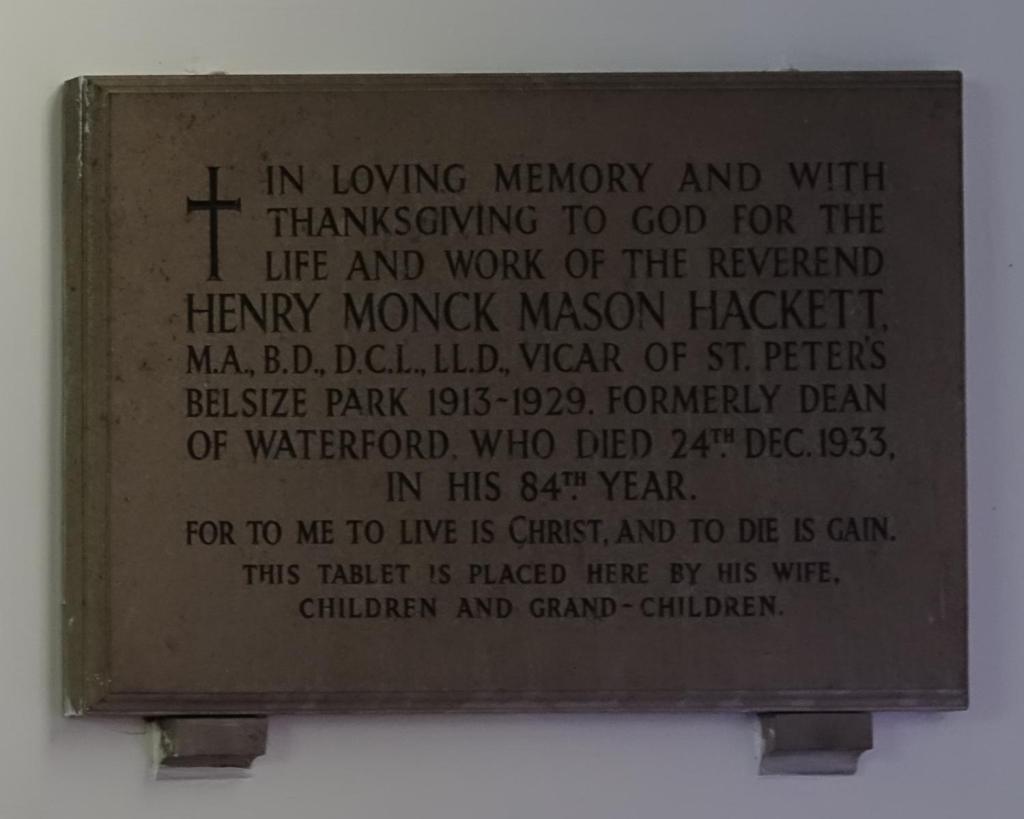 IN LOVING MEMORY AND WITH
THANKSGIVING TO GOD FOR THE
LIFE AND WORK OF THE REVEREND
HENRY MONCK MASON HACKETT,
M.A., B.D., D.C.L., LL.D., VICAR OF ST. PETER'S
BELSIZE PARK 1913-1929. FORMERLY DEAN
OF WATERFORD. WHO DIED 24TH DEC. 1933,
IN HIS 84TH YEAR.
FOR TO ME TO LIVE IS CHRIST, AND TO DIE IS GAIN.
THIS TABLET IS PLACED HERE BY HIS WIFE,
CHILDREN AND GRAND-CHILDREN.